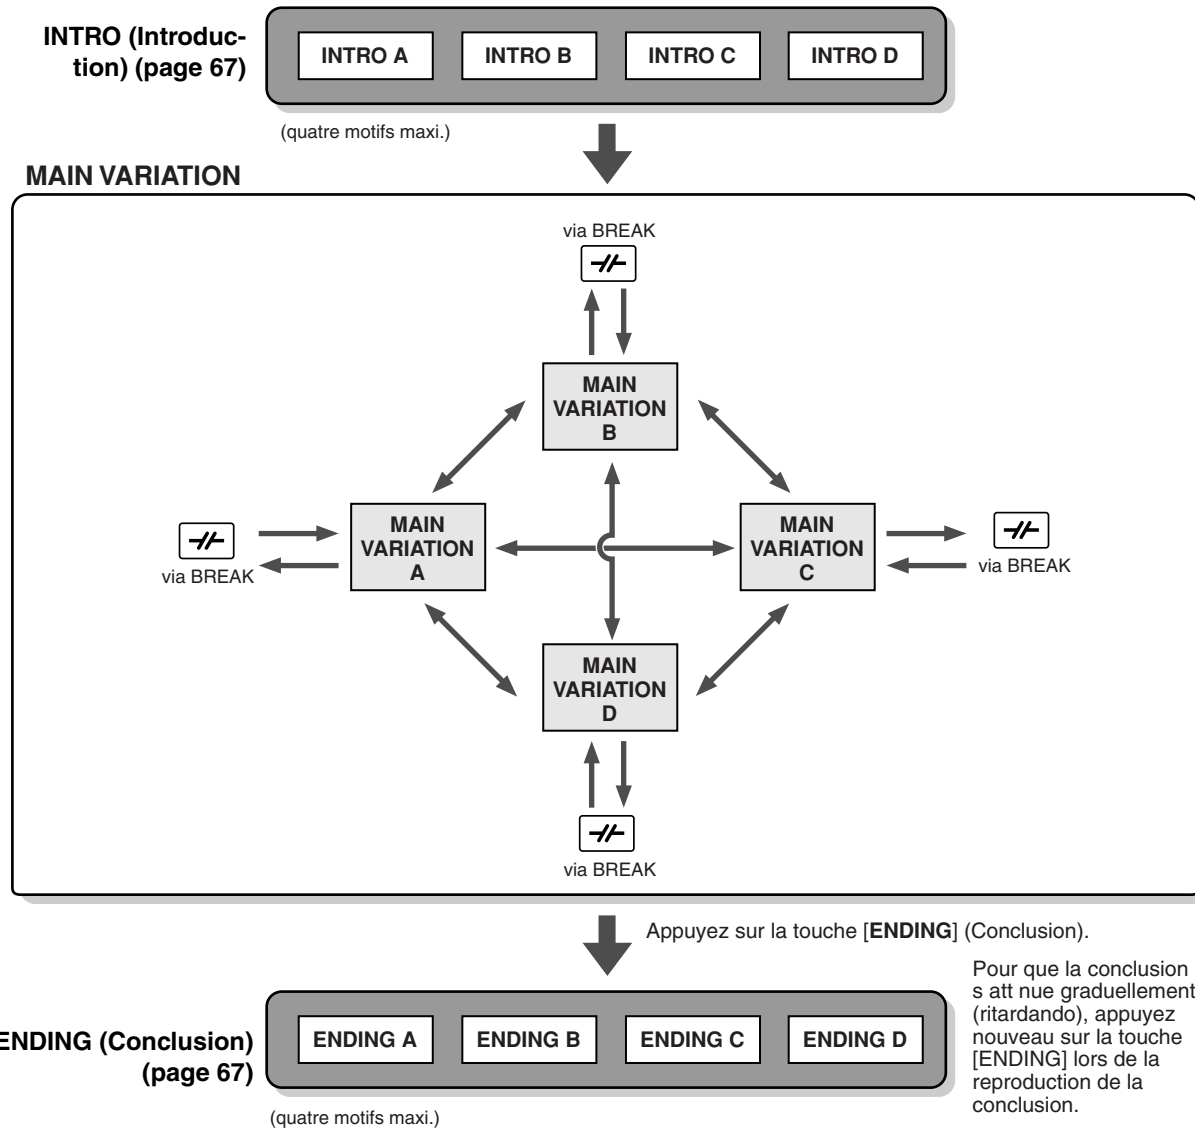 INTRO (Introduc-
tion) (page 67)
INTRO A
INTRO B
INTRO C
INTRO D
(quatre motifs maxi.)
MAIN VARIATION
via BREAK
MAIN
VARIATION
B
MAIN
VARIATION
A
MAIN
VARIATION
C
via BREAK
via BREAK
MAIN
VARIATION
D
via BREAK
Appuyez sur la touche [ENDING] (Conclusion).
Pour que la conclusion
s att nue graduellement
(ritardando), appuyez
nouveau sur la touche
[ENDING] lors de la
reproduction de la
conclusion.
ENDING (Conclusion)
(page 67)
ENDING A
ENDING B
ENDING C
ENDING D
(quatre motifs maxi.)